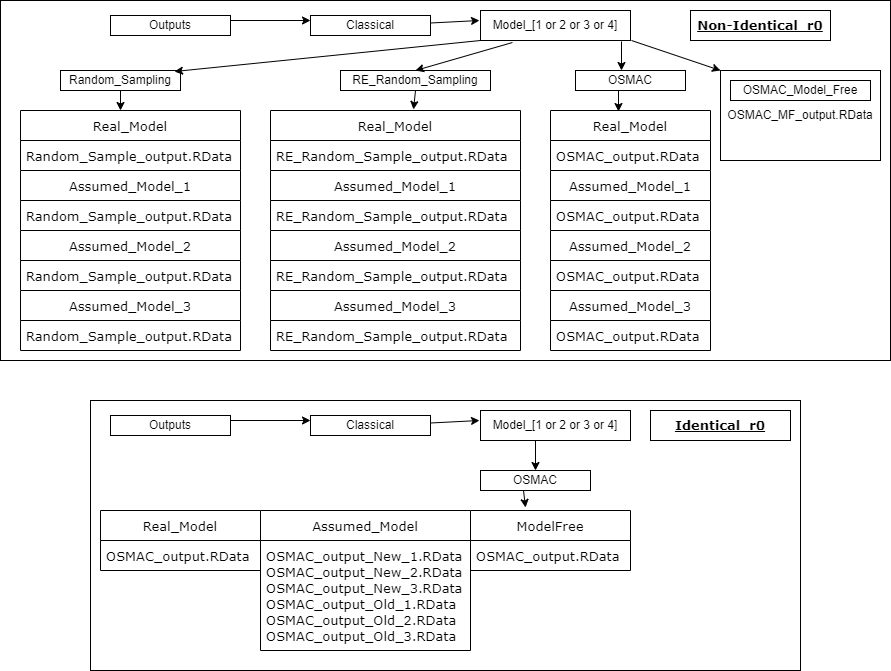 Outputs
Classical
Model_[1 or 2 or 3 or 4]
Non-Identical_r0
Random_Sampling
RE_Random_Sampling
OSMAC
OSMAC_Model_Free
OSMAC_MF_output.RData
Real_Model
Random_Sample_output.RData
Assumed_Model_1
Random_Sample_output.RData
Assumed_Model_2
Random_Sample_output.RData
Assumed_Model_3
Random_Sample_output.RData
Real_Model
RE_Random_Sample_output.RData
Assumed_Model_1
RE_Random_Sample_output.RData
Assumed_Model_2
RE_Random_Sample_output.RData
Assumed_Model_3
RE_Random_Sample_output.RData
Real_Model
OSMAC_output.RData
Assumed_Model_1
OSMAC_output.RData
Assumed_Model_2
OSMAC_output.RData
Assumed_Model_3
OSMAC_output.RData
Outputs
Classical
Model_[1 or 2 or 3 or 4]
Identical_r0
OSMAC
Real_Model
OSMAC_output.RData
Assumed_Model
OSMAC_output_New_1.RData
OSMAC_output_New_2.RData
OSMAC_output_New_3.RData
OSMAC_output_Old_1.RData
OSMAC_output_Old_2.RData
OSMAC_output_Old_3.RData
ModelFree
OSMAC_output.RData